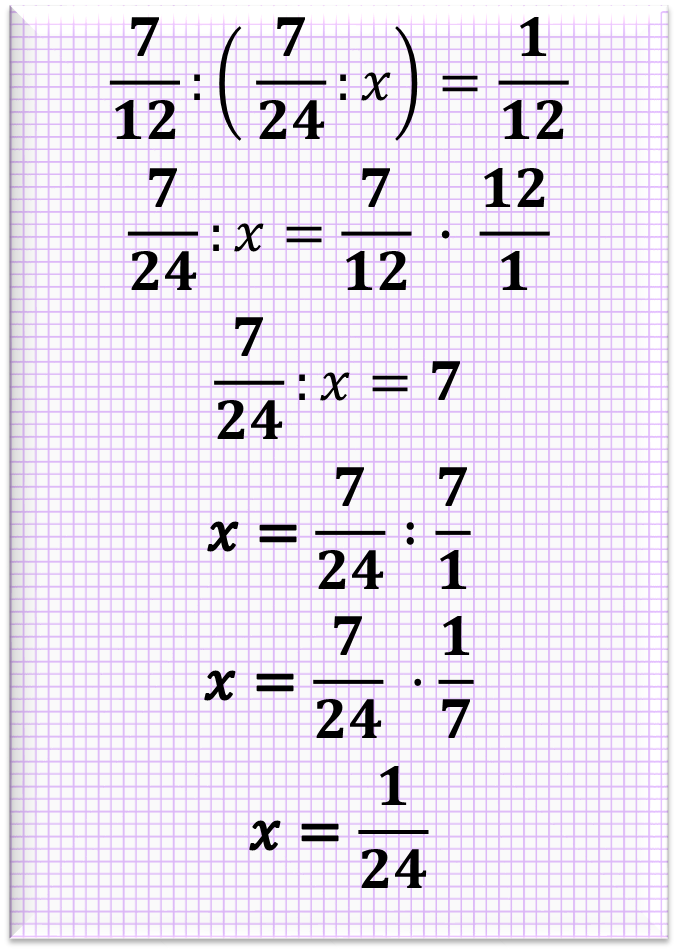 7/12 : (7/24 : x) = 1/12
7/24 : x = 7/12 · 12/1
7/24 : x = 7
x = 7/24 : 7/1
x = 7/24 · 1/7
x = 1/24